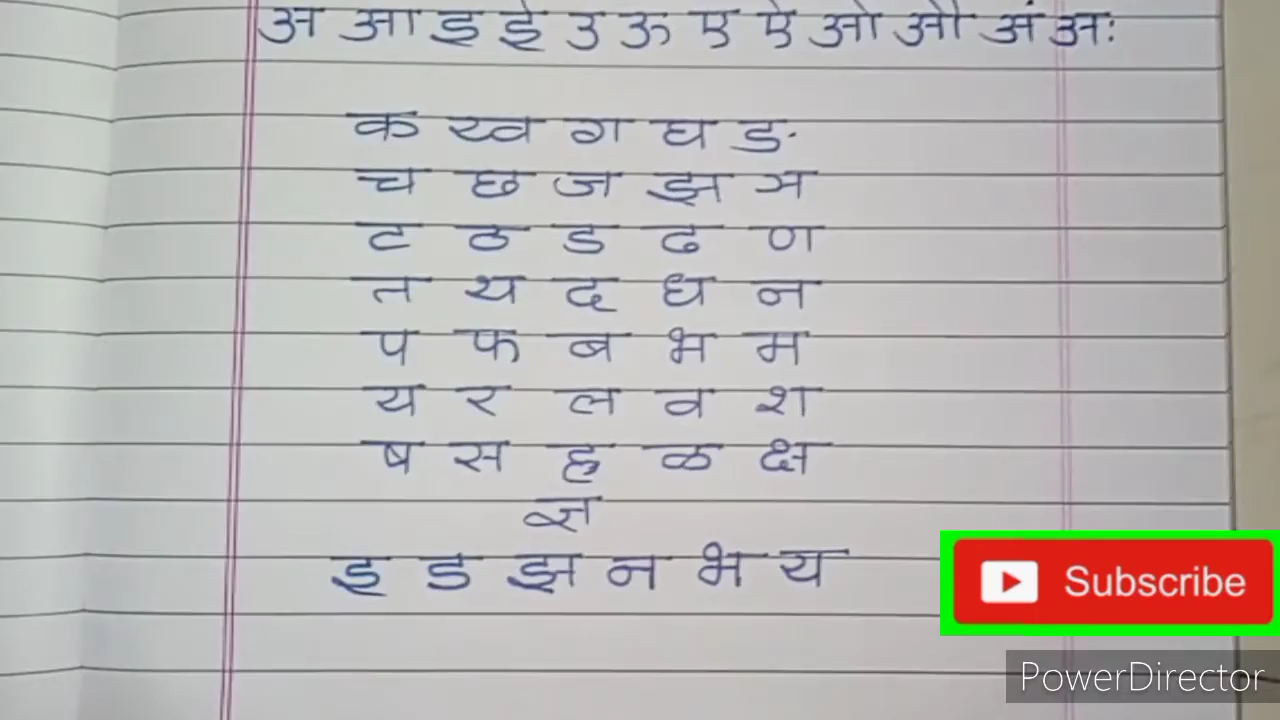 अ आ इ ई उ ऊ ए ऐ ओ औ अं अः
क ख ग घ ङ
च छ ज झ ञ
ट ठ ड ढ ण
त थ द ध न
प फ ब भ म
य र ल व श
ष स ह ळ क्ष
ज्ञ
इ ड झ न भ य
Subscribe
PowerDirector